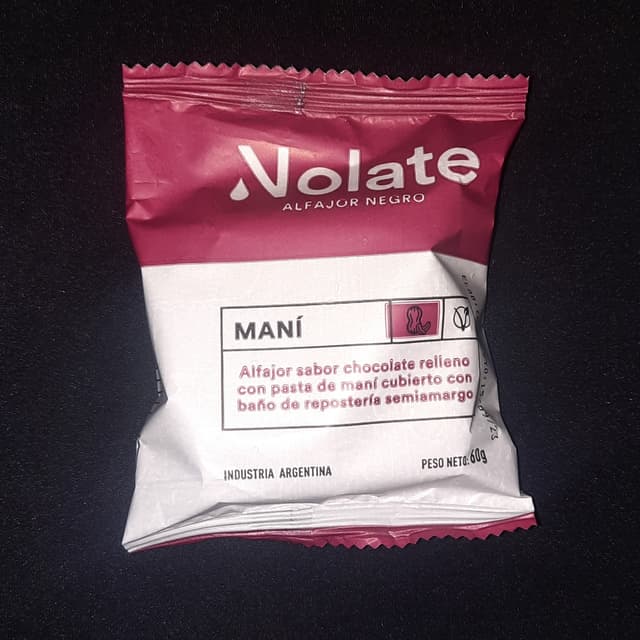 Nolate
ALFAJOR NEGRO
MANÍ
Alfajor sabor chocolate relleno
con pasta de maní cubierto con
baño de repostería semiamargo
INDUSTRIA ARGENTINA
PESO NETO: 60g